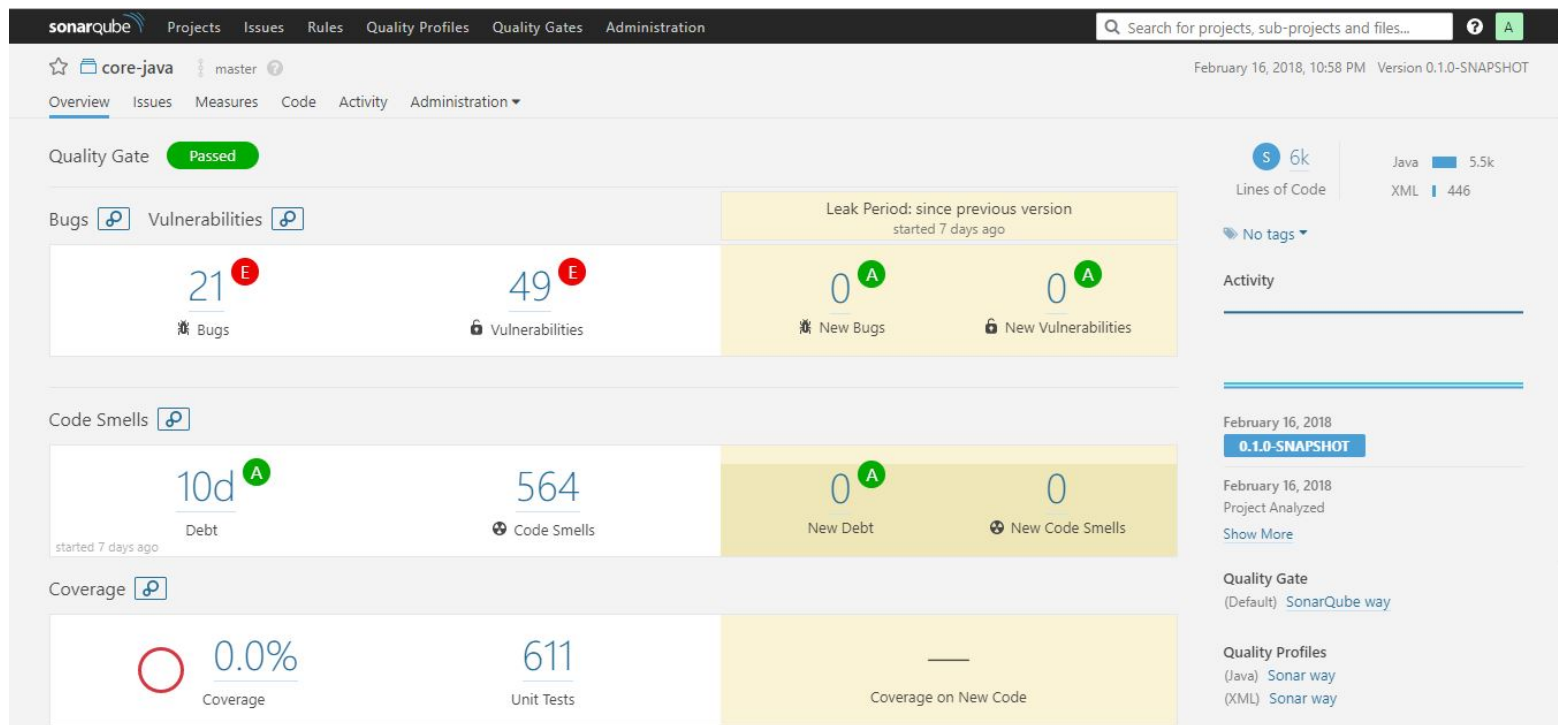 sonarqube Projects Issues Rules Quality Profiles Quality Gates Administration Search for projects, sub-projects and files... ? A
core-java master ? February 16, 2018, 10:58 PM Version 0.1.0-SNAPSHOT
Overview Issues Measures Code Activity Administration
Quality Gate Passed
Bugs Vulnerabilities
Leak Period: since previous version
started 7 days ago
21 E 49 E 0 A 0 A
Bugs Vulnerabilities New Bugs New Vulnerabilities
Code Smells
10d A 564 0 A 0
Debt Code Smells New Debt New Code Smells
started 7 days ago
Coverage
0.0% 611 —
Coverage Unit Tests Coverage on New Code
S 6k Java 5.5k
Lines of Code XML 446
No tags
Activity
February 16, 2018
0.1.0-SNAPSHOT
February 16, 2018
Project Analyzed
Show More
Quality Gate
(Default) SonarQube way
Quality Profiles
(Java) Sonar way
(XML) Sonar way